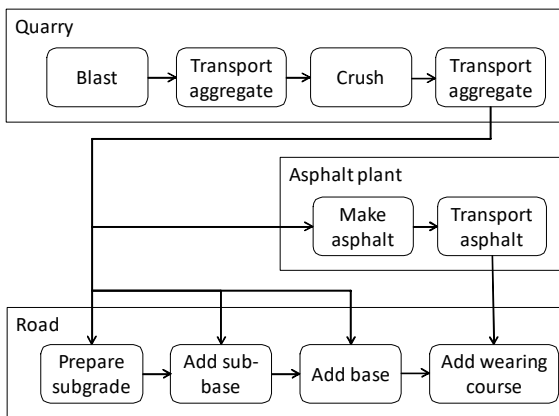 Quarry
Blast
Transport
aggregate
Crush
Transport
aggregate
Asphalt plant
Make
asphalt
Transport
asphalt
Road
Prepare
subgrade
Add sub-
base
Add base
Add wearing
course